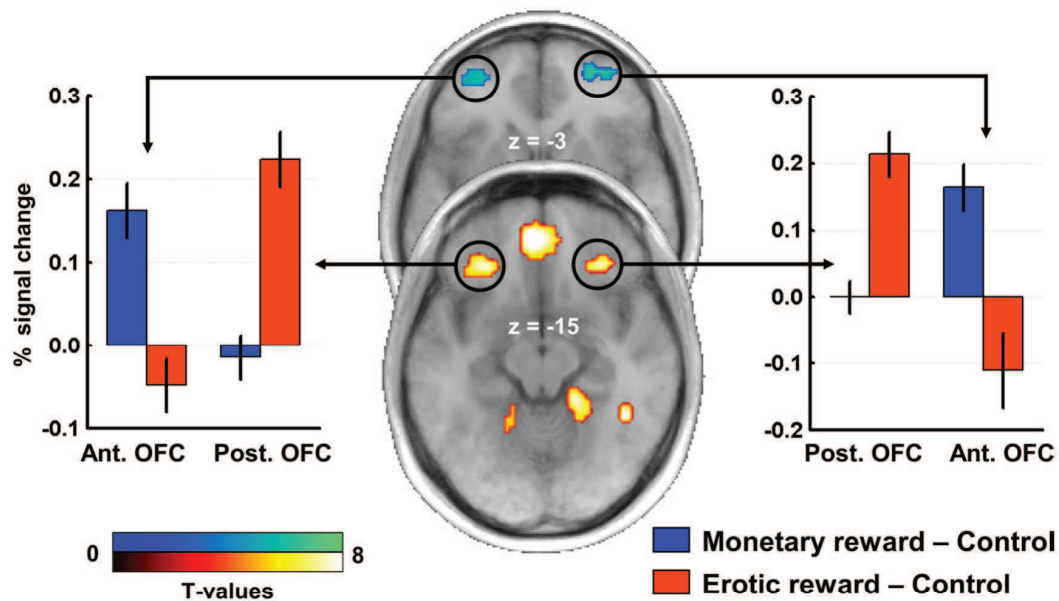 0.3
0.2
0.1
0.0
-0.1
% signal change
Ant. OFC Post. OFC
z = -3
z = -15
0.3
0.2
0.1
0.0
-0.1
-0.2
Post. OFC Ant. OFC
0 8
T-values
Monetary reward – Control
Erotic reward – Control